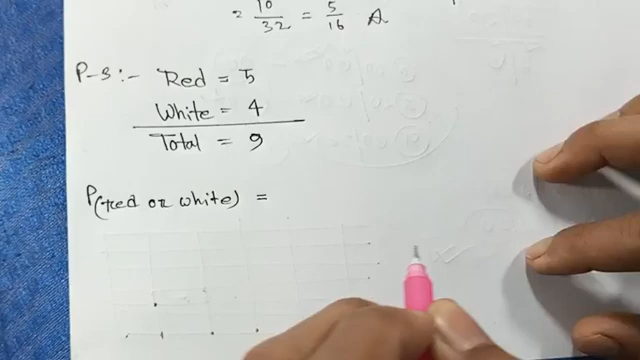 = 10/32 = 5/16 A
P-3:- Red = 5
White = 4
Total = 9
P(red or white) =